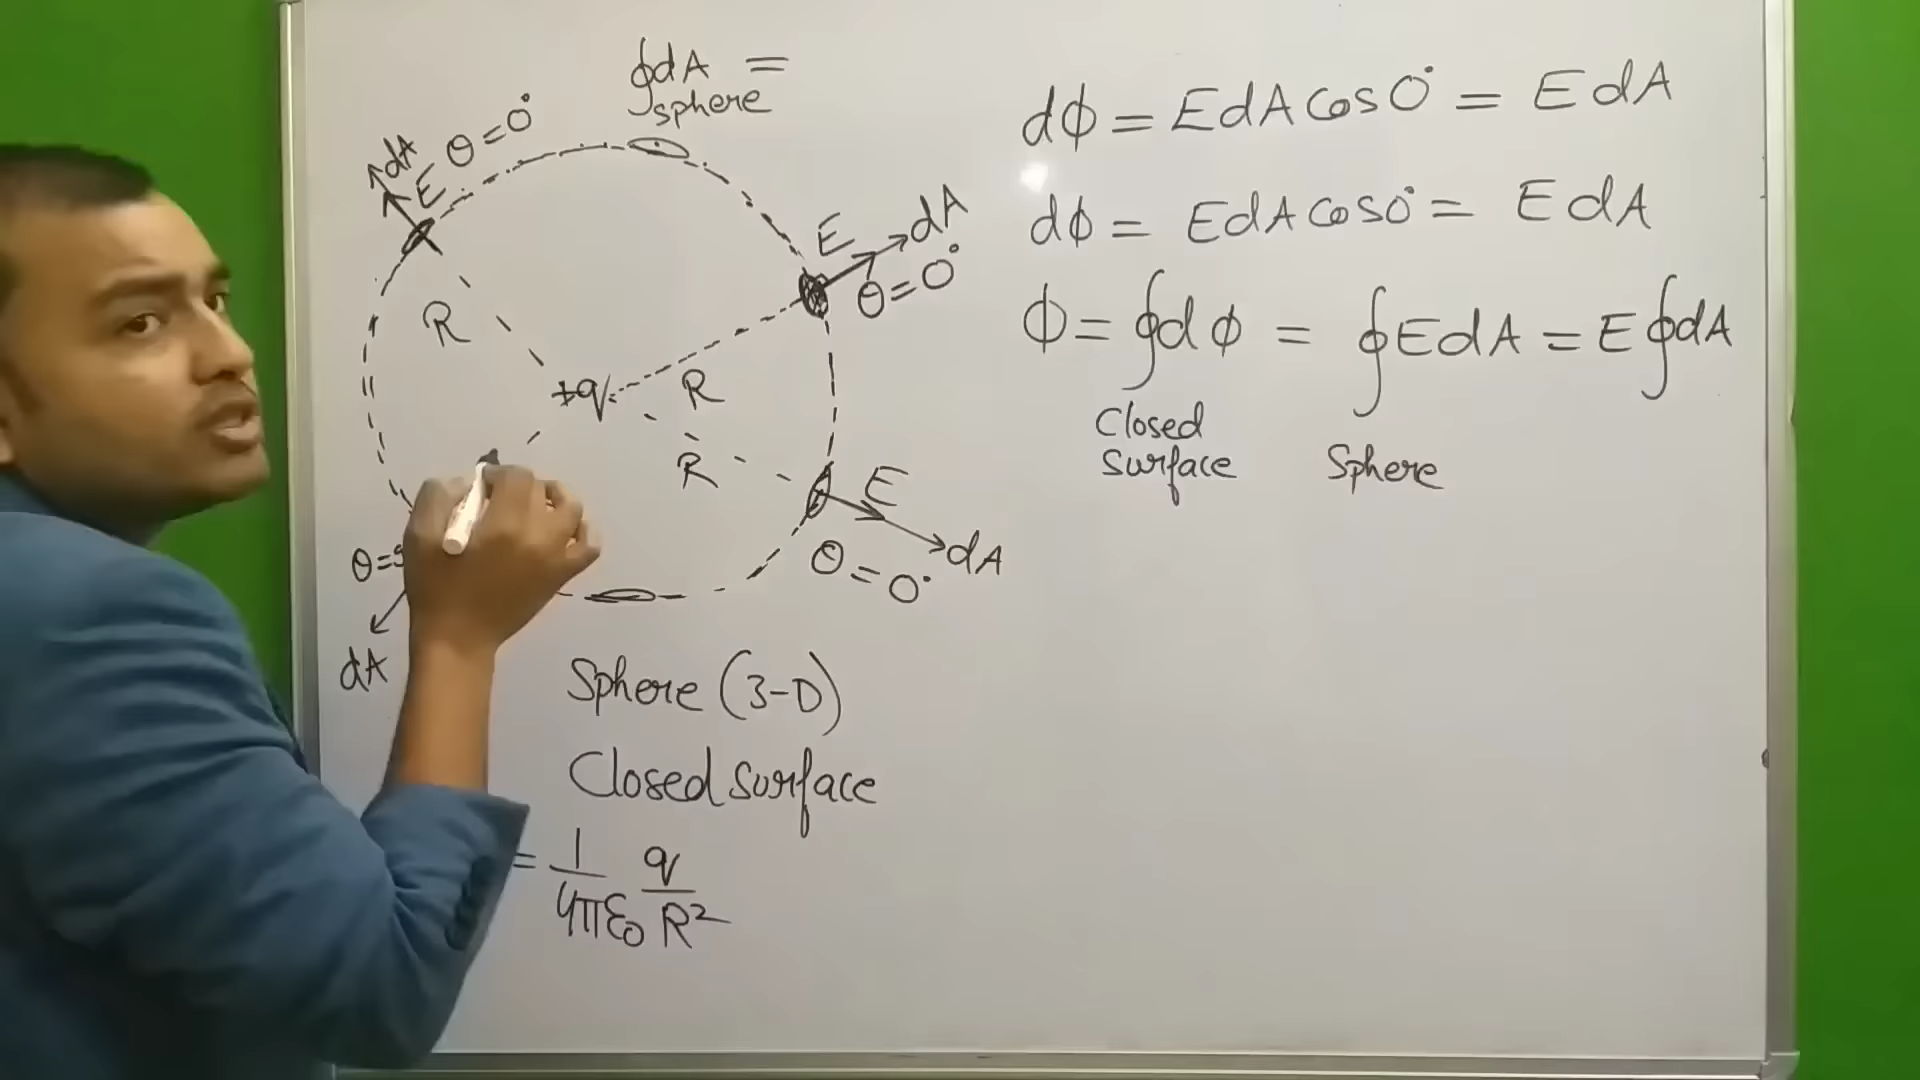 ∮dA =
sphere
dA
E θ = 0°
R
+q
R
E dA
θ = 0°
R
E
dA
θ = 0°
θ =
dA
Sphere (3-D)
Closed surface
= 1/4πε₀ q/R²
dϕ = EdA cos0° = EdA
dϕ = EdA cos0° = EdA
ϕ = ∮dϕ = ∮EdA = E∮dA
Closed Surface
Sphere